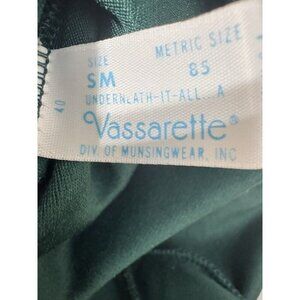 SIZE METRIC SIZE
SM 85
UNDERNEATH-IT-ALL... A
Vassarette®
DIV. OF MUNSINGWEAR, INC
40